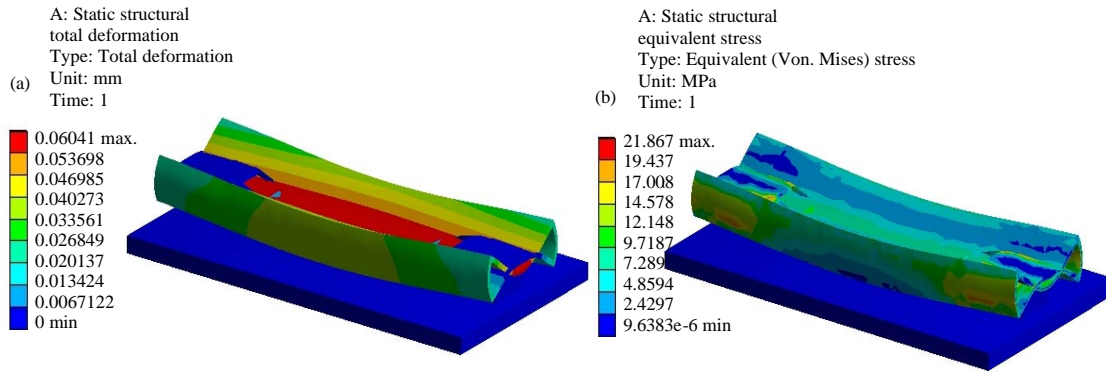 A: Static structural
total deformation
Type: Total deformation
Unit: mm
Time: 1
(a)
0.06041 max.
0.053698
0.046985
0.040273
0.033561
0.026849
0.020137
0.013424
0.0067122
0 min
A: Static structural
equivalent stress
Type: Equivalent (Von. Mises) stress
Unit: MPa
Time: 1
(b)
21.867 max.
19.437
17.008
14.578
12.148
9.7187
7.289
4.8594
2.4297
9.6383e-6 min